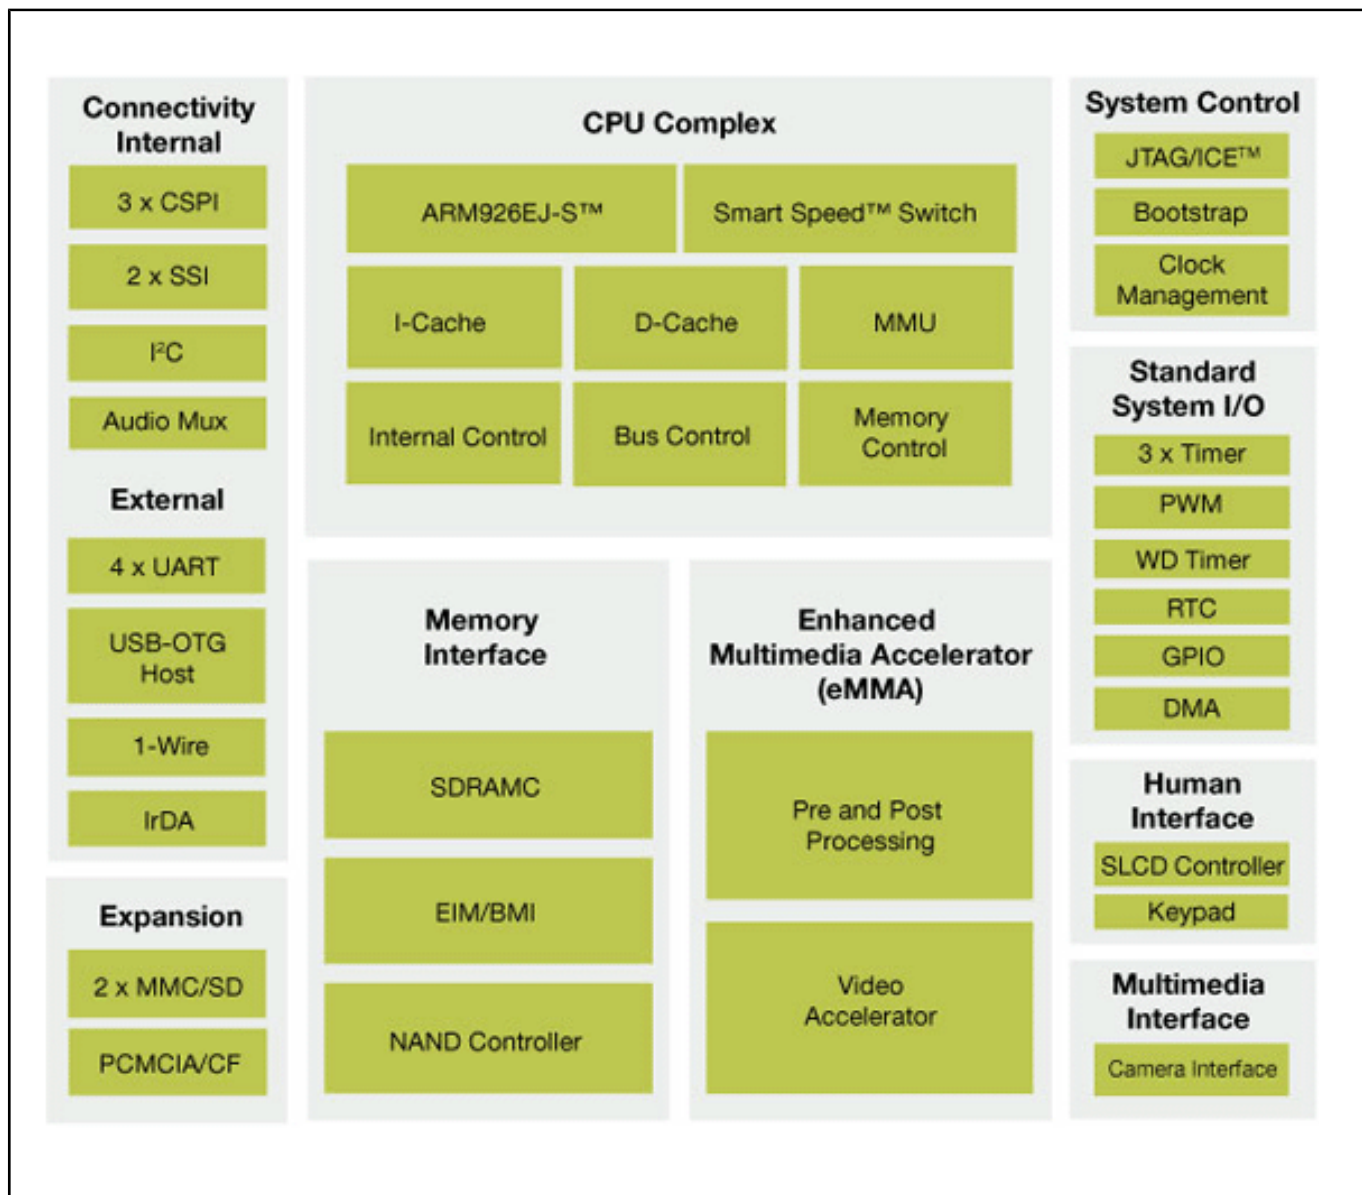 Connectivity
Internal
3 x CSPI
2 x SSI
I²C
Audio Mux
External
4 x UART
USB-OTG
Host
1-Wire
IrDA
Expansion
2 x MMC/SD
PCMCIA/CF
CPU Complex
ARM926EJ-S™
Smart Speed™ Switch
I-Cache
D-Cache
MMU
Internal Control
Bus Control
Memory
Control
Memory
Interface
SDRAMC
EIM/BMI
NAND Controller
Enhanced
Multimedia Accelerator
(eMMA)
Pre and Post
Processing
Video
Accelerator
System Control
JTAG/ICE™
Bootstrap
Clock
Management
Standard
System I/O
3 x Timer
PWM
WD Timer
RTC
GPIO
DMA
Human
Interface
SLCD Controller
Keypad
Multimedia
Interface
Camera Interface